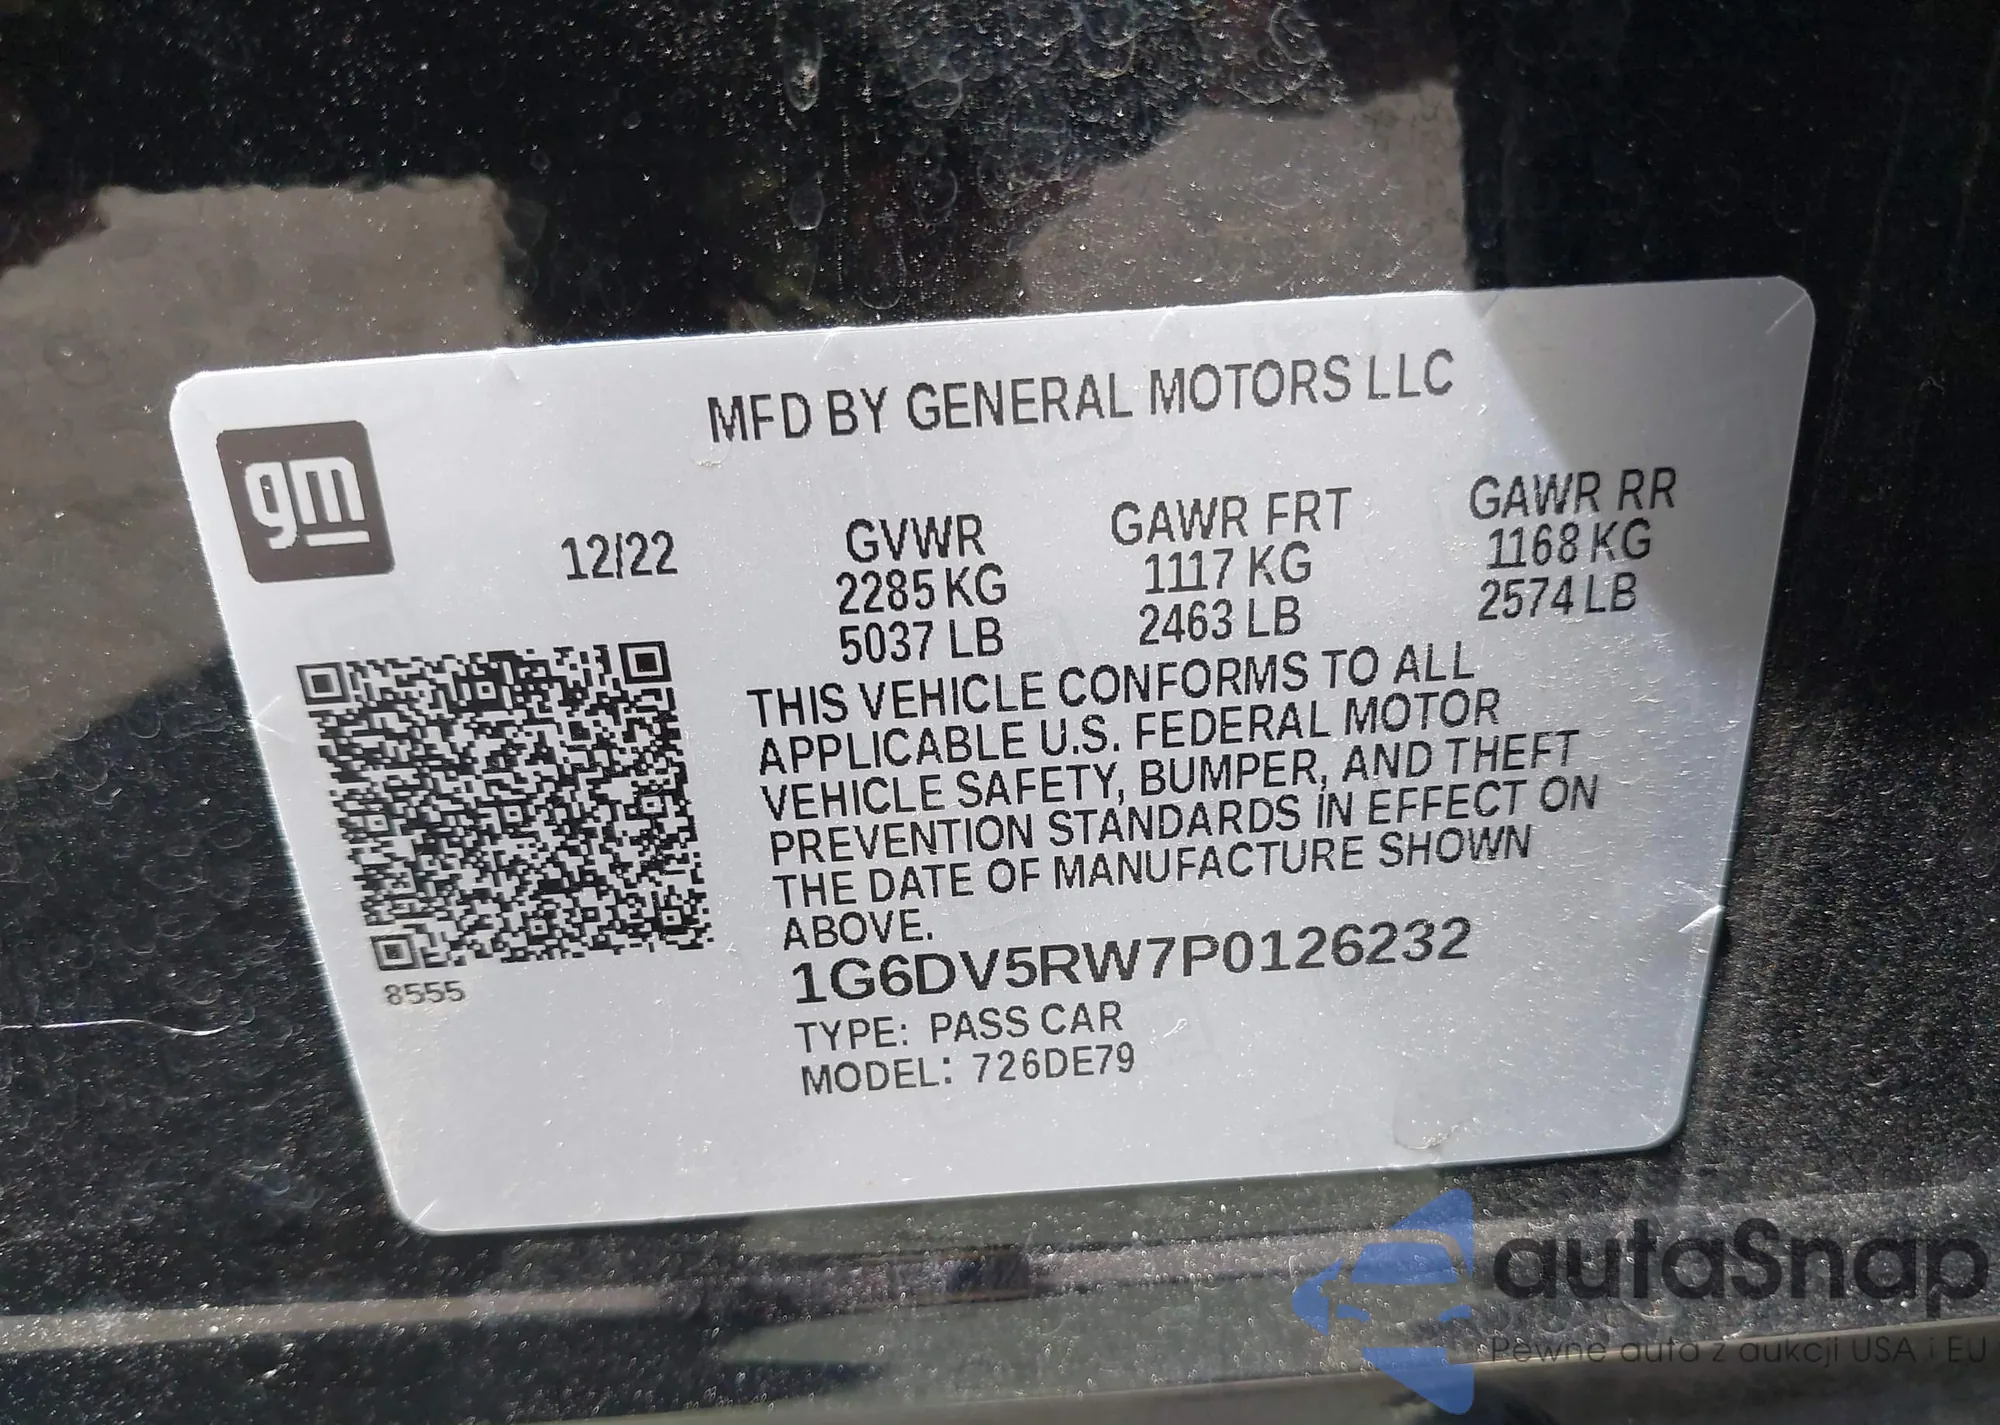 MFD BY GENERAL MOTORS LLC
gm
12/22
GVWR
2285 KG
5037 LB
GAWR FRT
1117 KG
2463 LB
GAWR RR
1168 KG
2574 LB
THIS VEHICLE CONFORMS TO ALL
APPLICABLE U.S. FEDERAL MOTOR
VEHICLE SAFETY, BUMPER, AND THEFT
PREVENTION STANDARDS IN EFFECT ON
THE DATE OF MANUFACTURE SHOWN
ABOVE.
8555
1G6DV5RW7P0126232
TYPE: PASS CAR
MODEL: 726DE79
autaSnap
Pewne auta z aukcji USA i EU